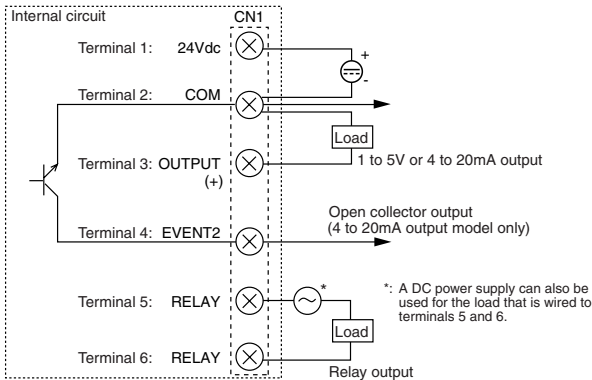 Internal circuit
CN1
Terminal 1: 24Vdc
+
-
Terminal 2: COM
Load
Terminal 3: OUTPUT
(+)
1 to 5V or 4 to 20mA output
Open collector output
(4 to 20mA output model only)
Terminal 4: EVENT2
Terminal 5: RELAY
*
*: A DC power supply can also be
used for the load that is wired to
terminals 5 and 6.
Load
Terminal 6: RELAY
Relay output